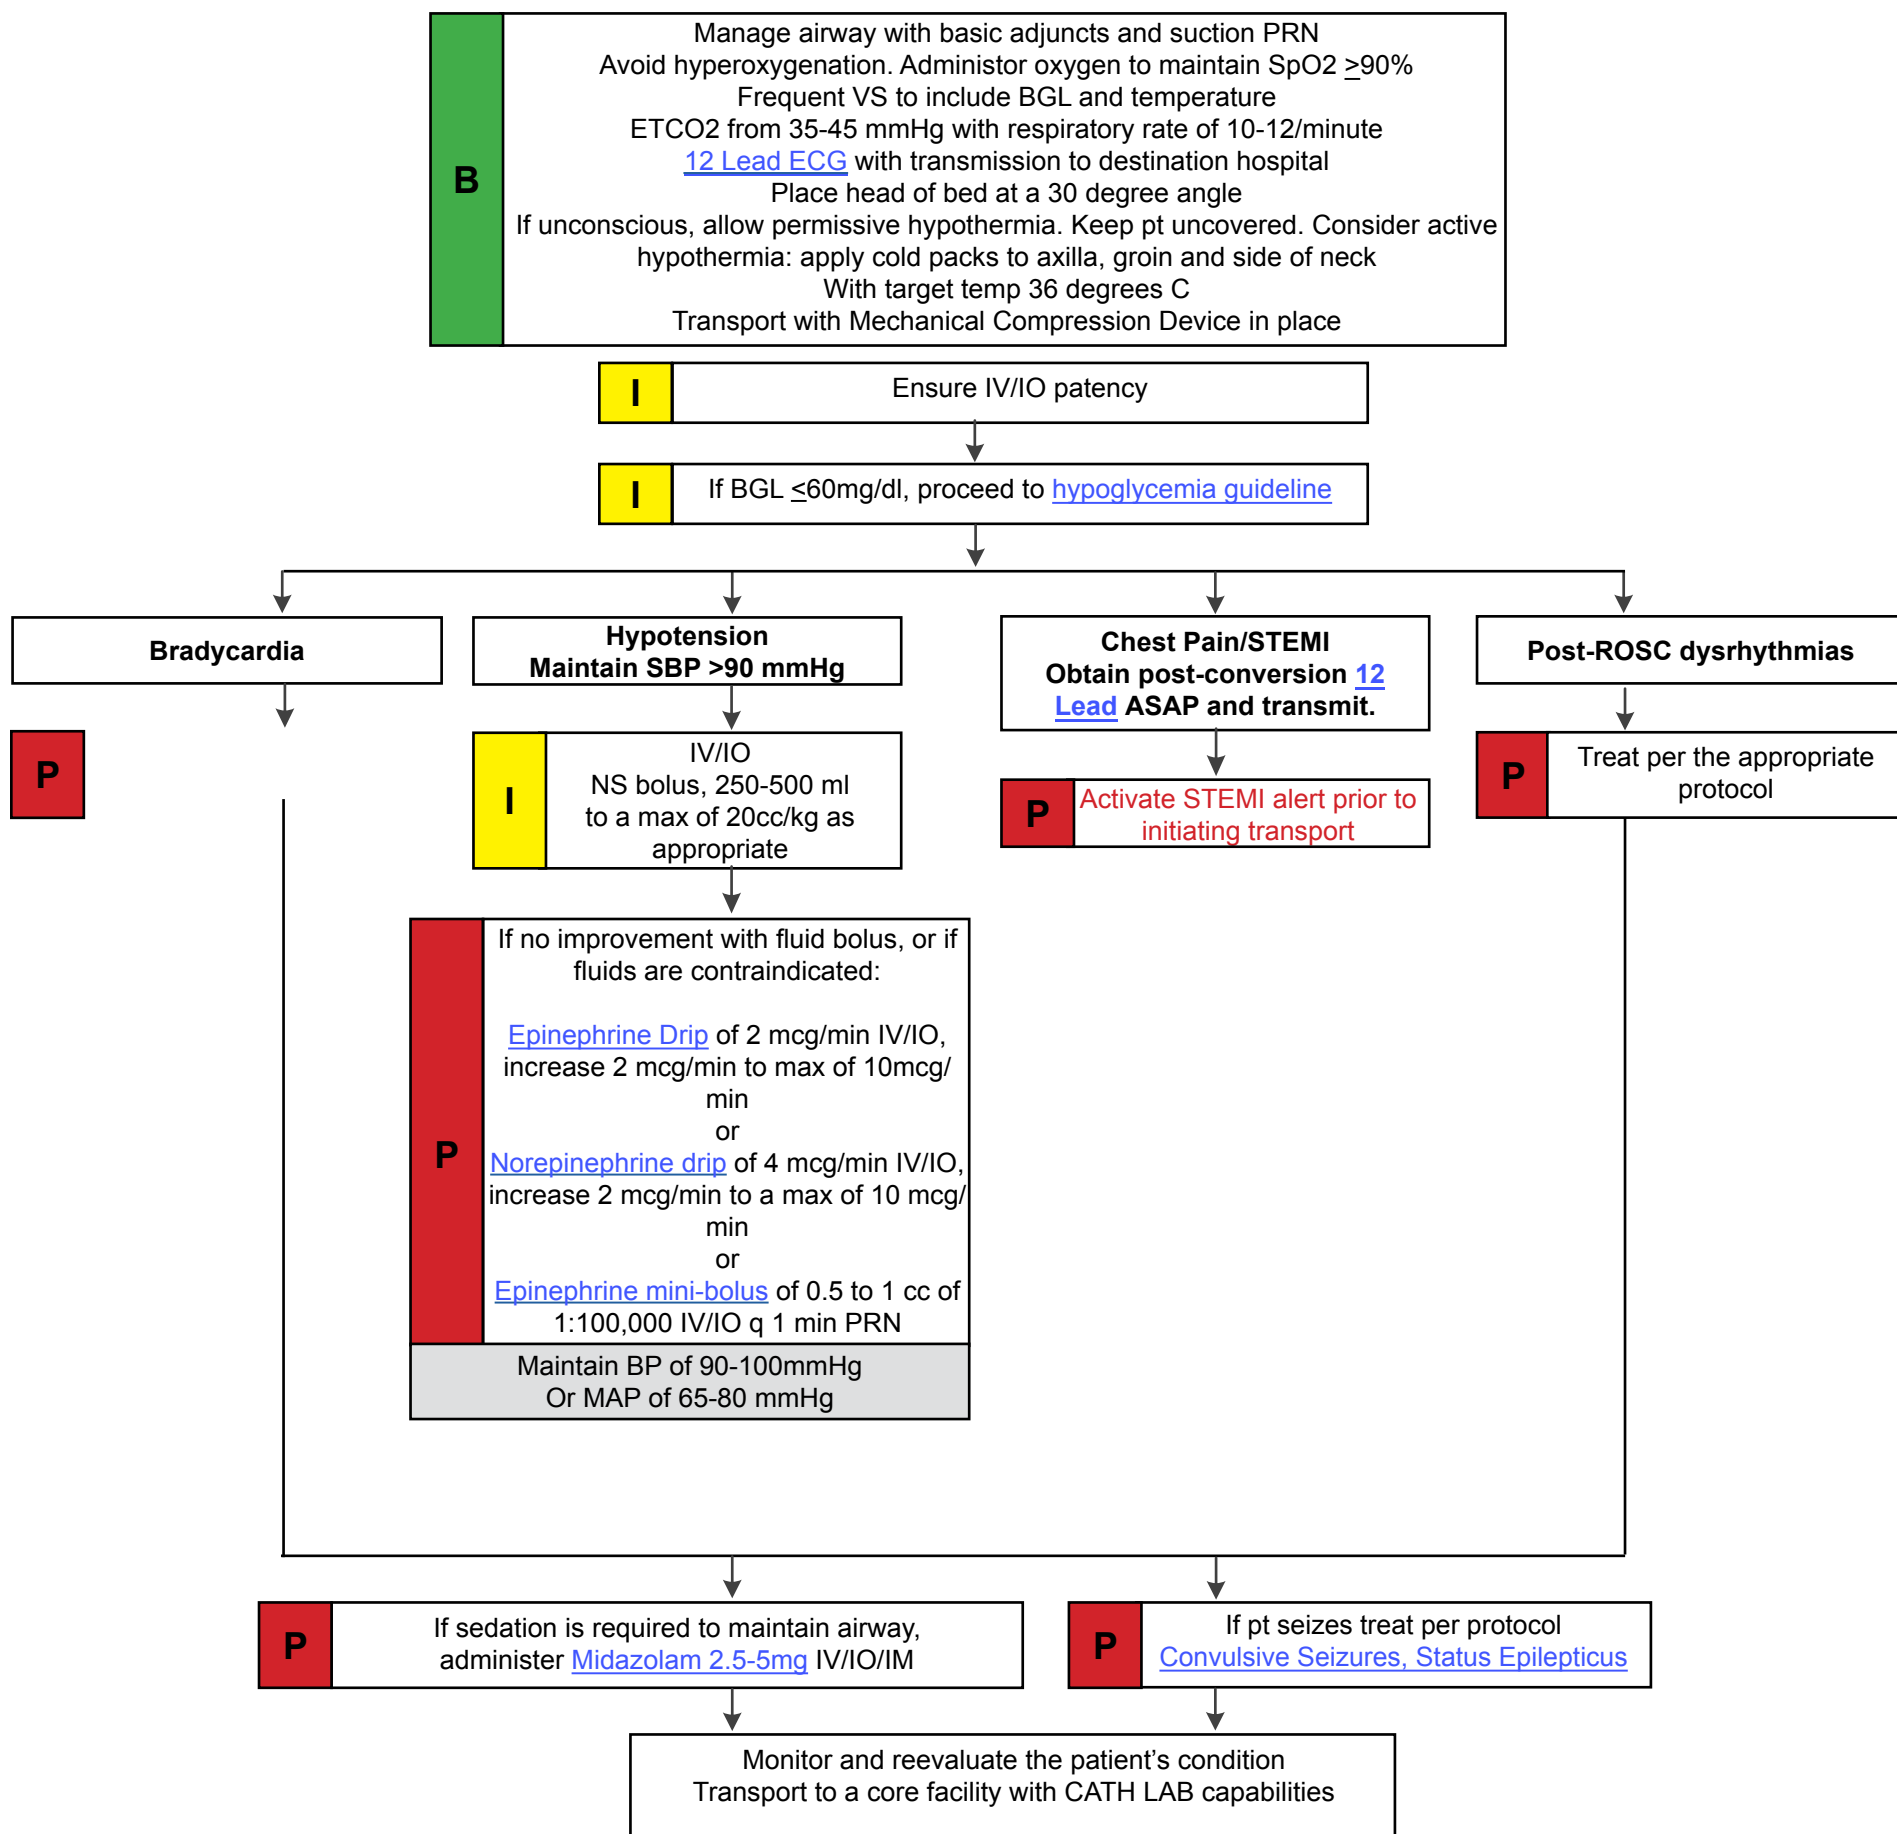 B
Manage airway with basic adjuncts and suction PRN
Avoid hyperoxygenation. Administor oxygen to maintain SpO2 >90%
Frequent VS to include BGL and temperature
ETCO2 from 35-45 mmHg with respiratory rate of 10-12/minute
12 Lead ECG with transmission to destination hospital
Place head of bed at a 30 degree angle
If unconscious, allow permissive hypothermia. Keep pt uncovered. Consider active
hypothermia: apply cold packs to axilla, groin and side of neck
With target temp 36 degrees C
Transport with Mechanical Compression Device in place
I
Ensure IV/IO patency
I
If BGL <60mg/dl, proceed to hypoglycemia guideline
Bradycardia
P
Hypotension
Maintain SBP >90 mmHg
I
IV/IO
NS bolus, 250-500 ml
to a max of 20cc/kg as
appropriate
P
If no improvement with fluid bolus, or if
fluids are contraindicated:
Epinephrine Drip of 2 mcg/min IV/IO,
increase 2 mcg/min to max of 10mcg/
min
or
Norepinephrine drip of 4 mcg/min IV/IO,
increase 2 mcg/min to a max of 10 mcg/
min
or
Epinephrine mini-bolus of 0.5 to 1 cc of
1:100,000 IV/IO q 1 min PRN
Maintain BP of 90-100mmHg
Or MAP of 65-80 mmHg
Chest Pain/STEMI
Obtain post-conversion 12
Lead ASAP and transmit.
P
Activate STEMI alert prior to
initiating transport
Post-ROSC dysrhythmias
P
Treat per the appropriate
protocol
P
If sedation is required to maintain airway,
administer Midazolam 2.5-5mg IV/IO/IM
P
If pt seizes treat per protocol
Convulsive Seizures, Status Epilepticus
Monitor and reevaluate the patient’s condition
Transport to a core facility with CATH LAB capabilities